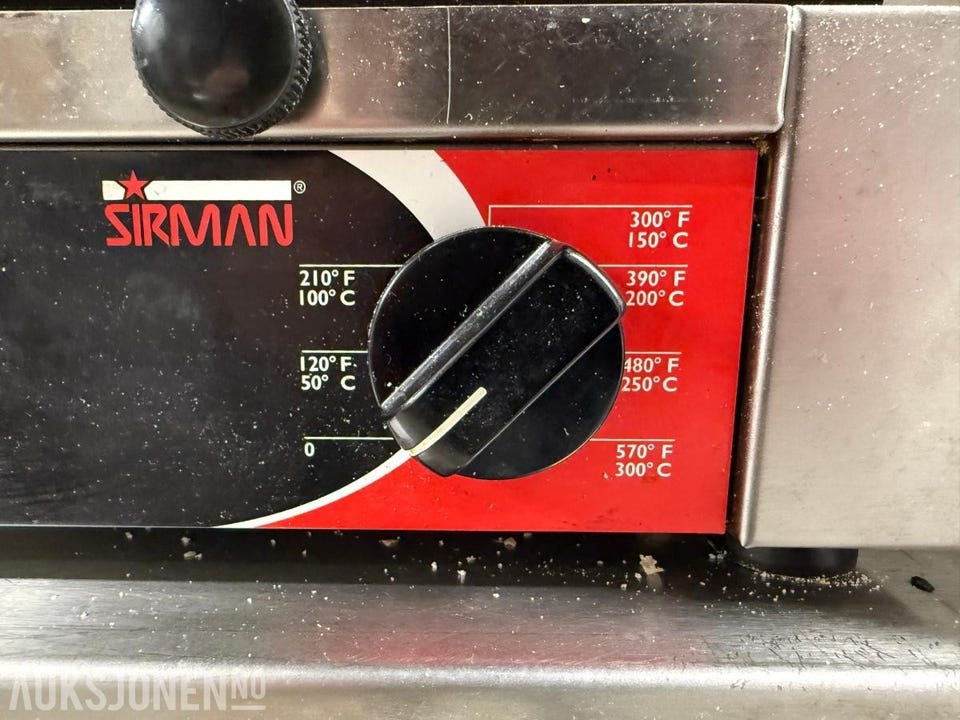 SIRMAN®
300° F
150° C
210° F
100° C
390° F
200° C
120° F
50° C
480° F
250° C
0
570° F
300° C
AUKSJONEN NO